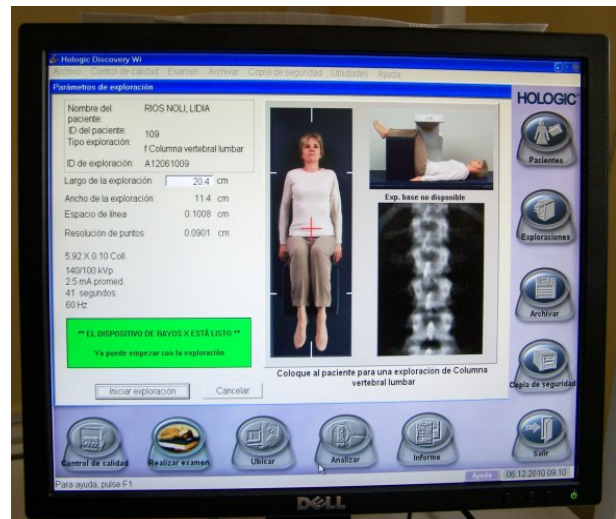 Hologic Discovery Wi
Archivo Control de calidad Examen Archivar Copia de seguridad Utilidades Ayuda
Parámetros de exploración
HOLOGIC
Nombre del paciente: RIOS NOLI, LIDIA
ID del paciente: 109
Tipo exploración: f Columna vertebral lumbar
ID de exploración: A12061009
Largo de la exploración 20.4 cm
Ancho de la exploración 11.4 cm
Espacio de línea 0.1008 cm
Resolución de puntos 0.0901 cm
5.92 X 0.10 Coll.
140/100 kVp
2.5 mA promed.
41 segundos.
60 Hz
** EL DISPOSITIVO DE RAYOS X ESTÁ LISTO **
Ya puede empezar con la exploración
Iniciar exploración Cancelar
Exp. base no disponible
Coloque al paciente para una exploracion de Columna
vertebral lumbar
Pacientes
Exploraciones
Archivar
Copia de seguridad
Salir
Control de calidad Realizar examen Ubicar Analizar Informe
Para ayuda, pulse F1 Ayuda 06.12.2010 09:10
DELL